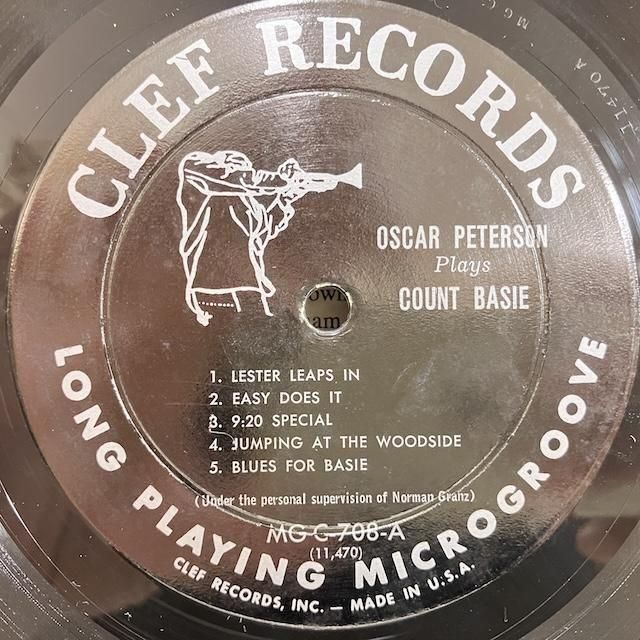 CLEF RECORDS
OSCAR PETERSON
Plays
COUNT BASIE
1. LESTER LEAPS IN
2. EASY DOES IT
3. 9:20 SPECIAL
4. JUMPING AT THE WOODSIDE
5. BLUES FOR BASIE
(Under the personal supervision of Norman Granz)
MG C-708-A
(11,470)
LONG PLAYING MICROGROOVE
CLEF RECORDS, INC. — MADE IN U.S.A.
MG C
11470 A